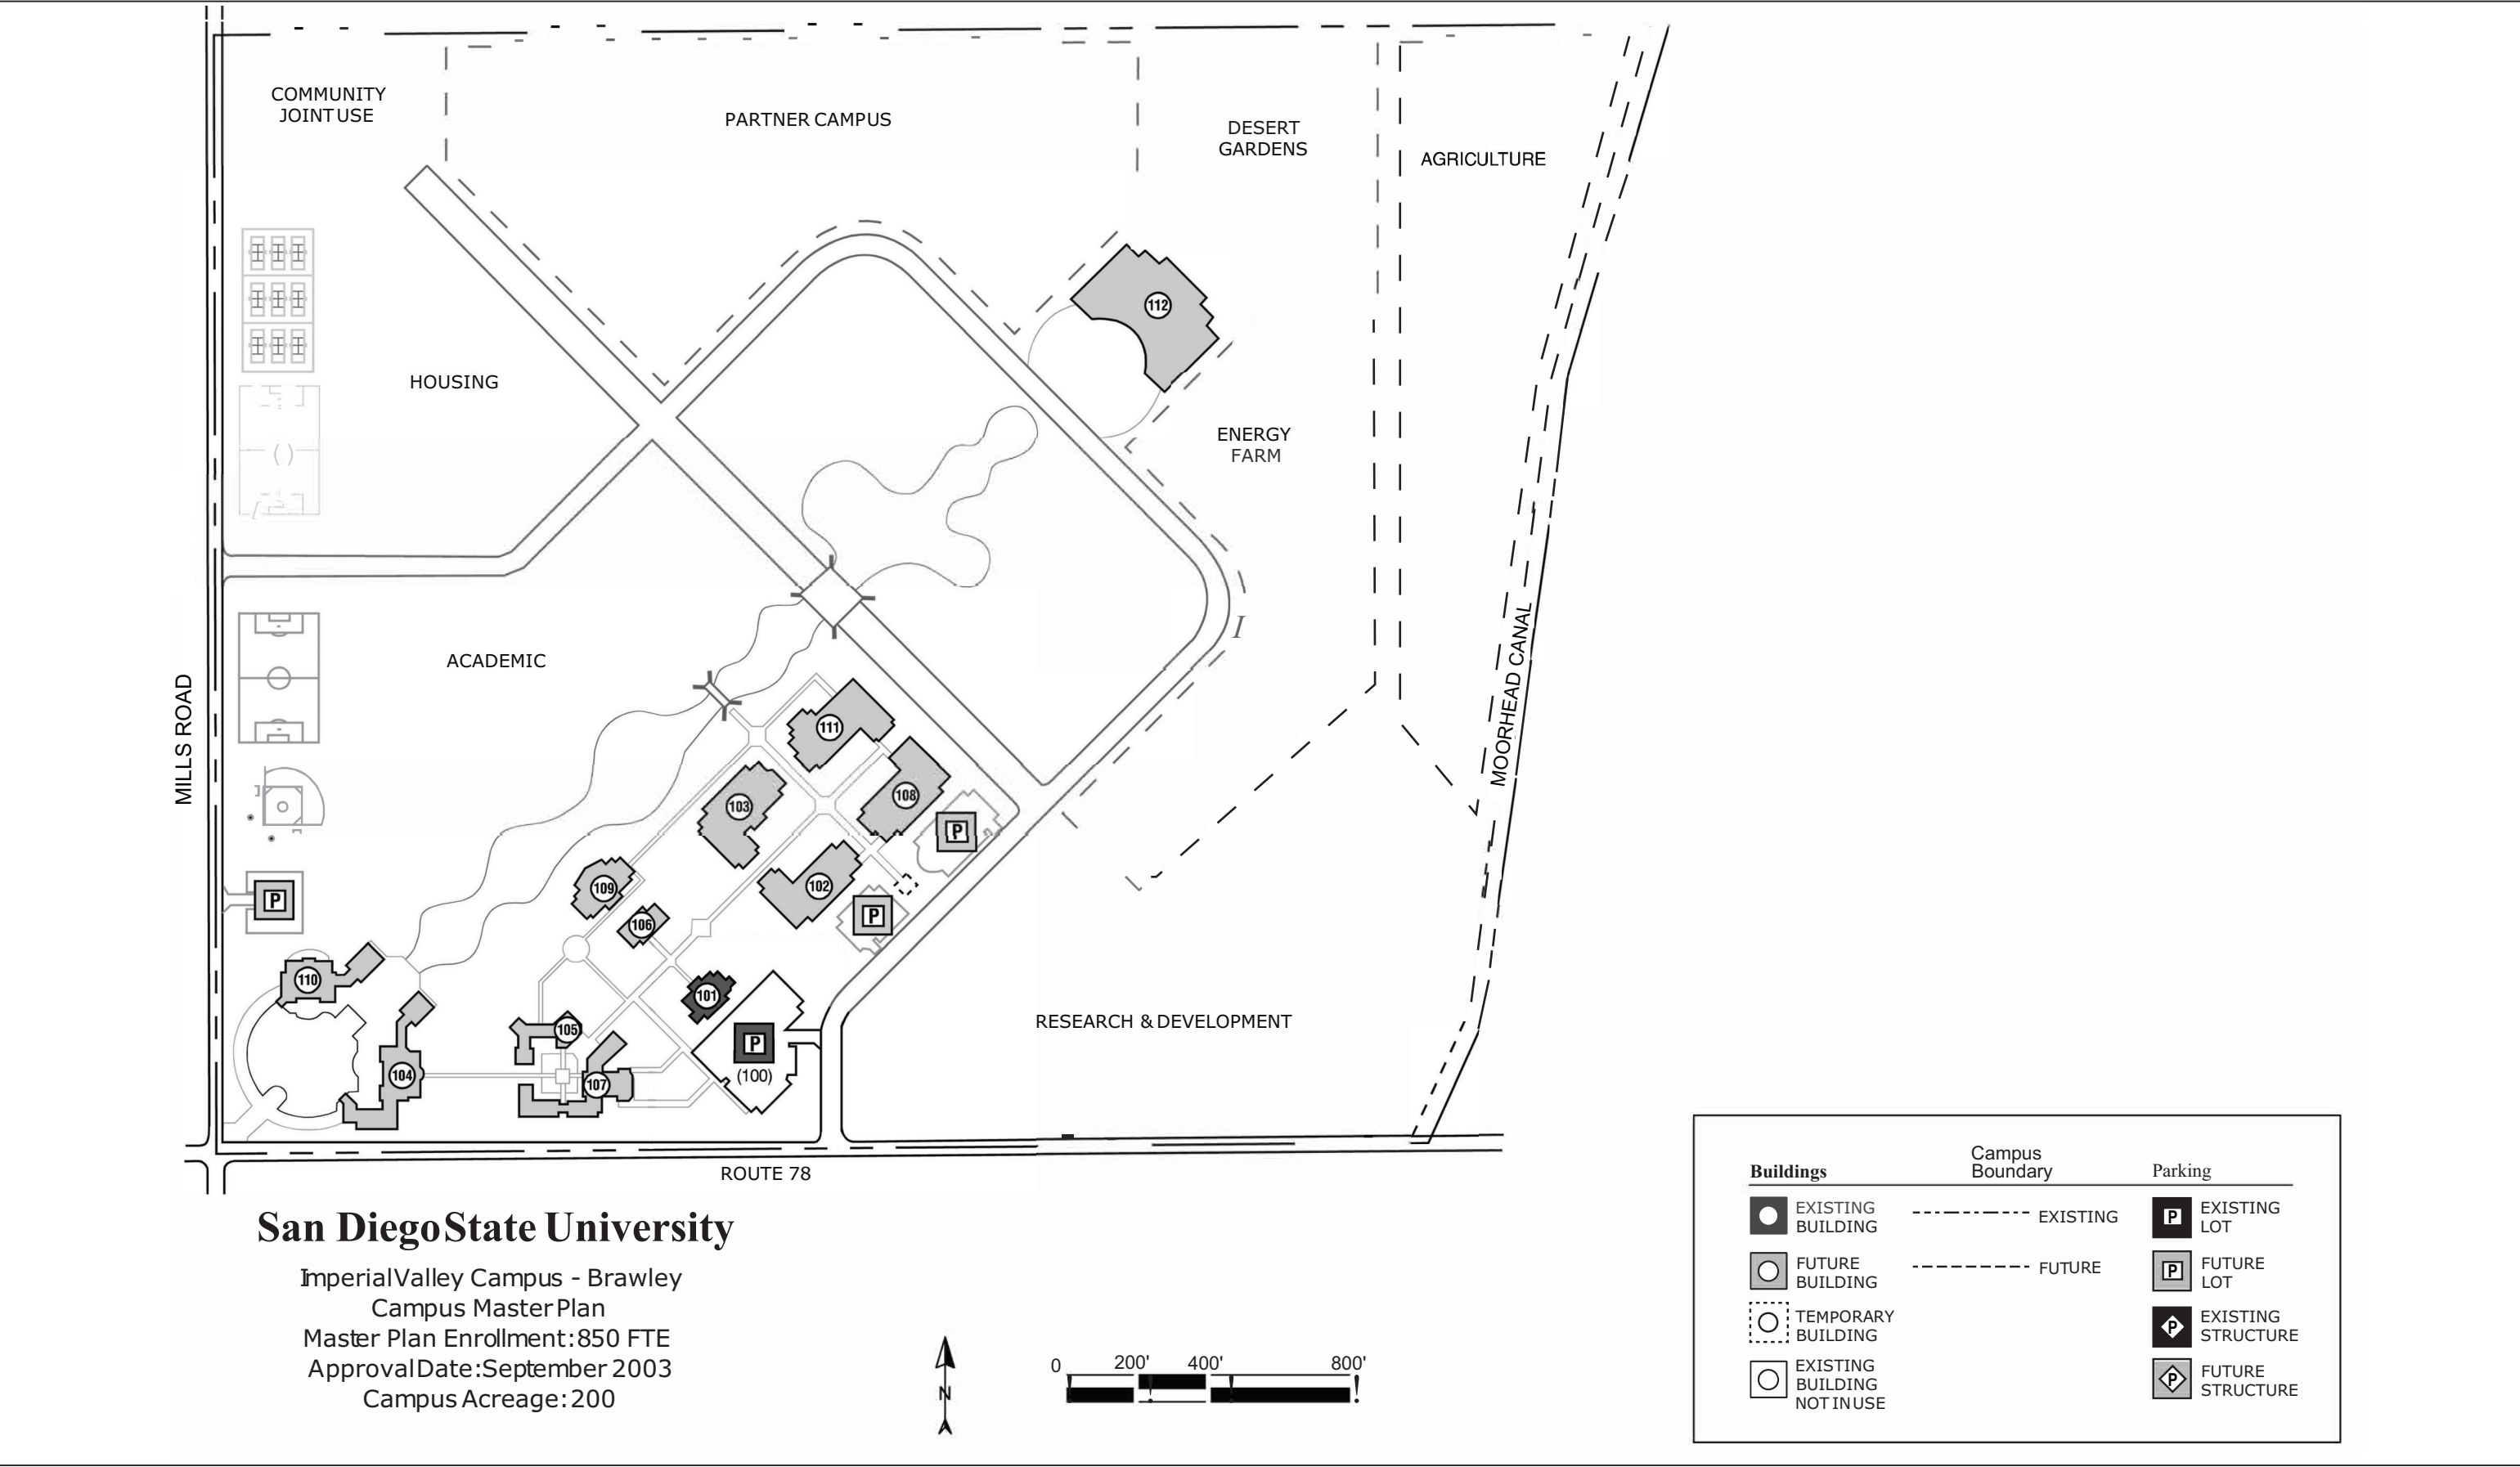 COMMUNITY
JOINT USE
PARTNER CAMPUS
DESERT
GARDENS
AGRICULTURE
112
HOUSING
ENERGY
FARM
I
ACADEMIC
MILLS ROAD
MOORHEAD CANAL
111
108
103
P
102
109
P
106
P
110
101
105
P
(100)
104
107
RESEARCH & DEVELOPMENT
ROUTE 78
San Diego State University
Imperial Valley Campus - Brawley
Campus Master Plan
Master Plan Enrollment: 850 FTE
Approval Date: September 2003
Campus Acreage: 200
N
0 200' 400' 800'
Buildings
EXISTING
BUILDING
FUTURE
BUILDING
TEMPORARY
BUILDING
EXISTING
BUILDING
NOT IN USE
Campus
Boundary
EXISTING
FUTURE
Parking
P EXISTING
LOT
P FUTURE
LOT
P EXISTING
STRUCTURE
P FUTURE
STRUCTURE